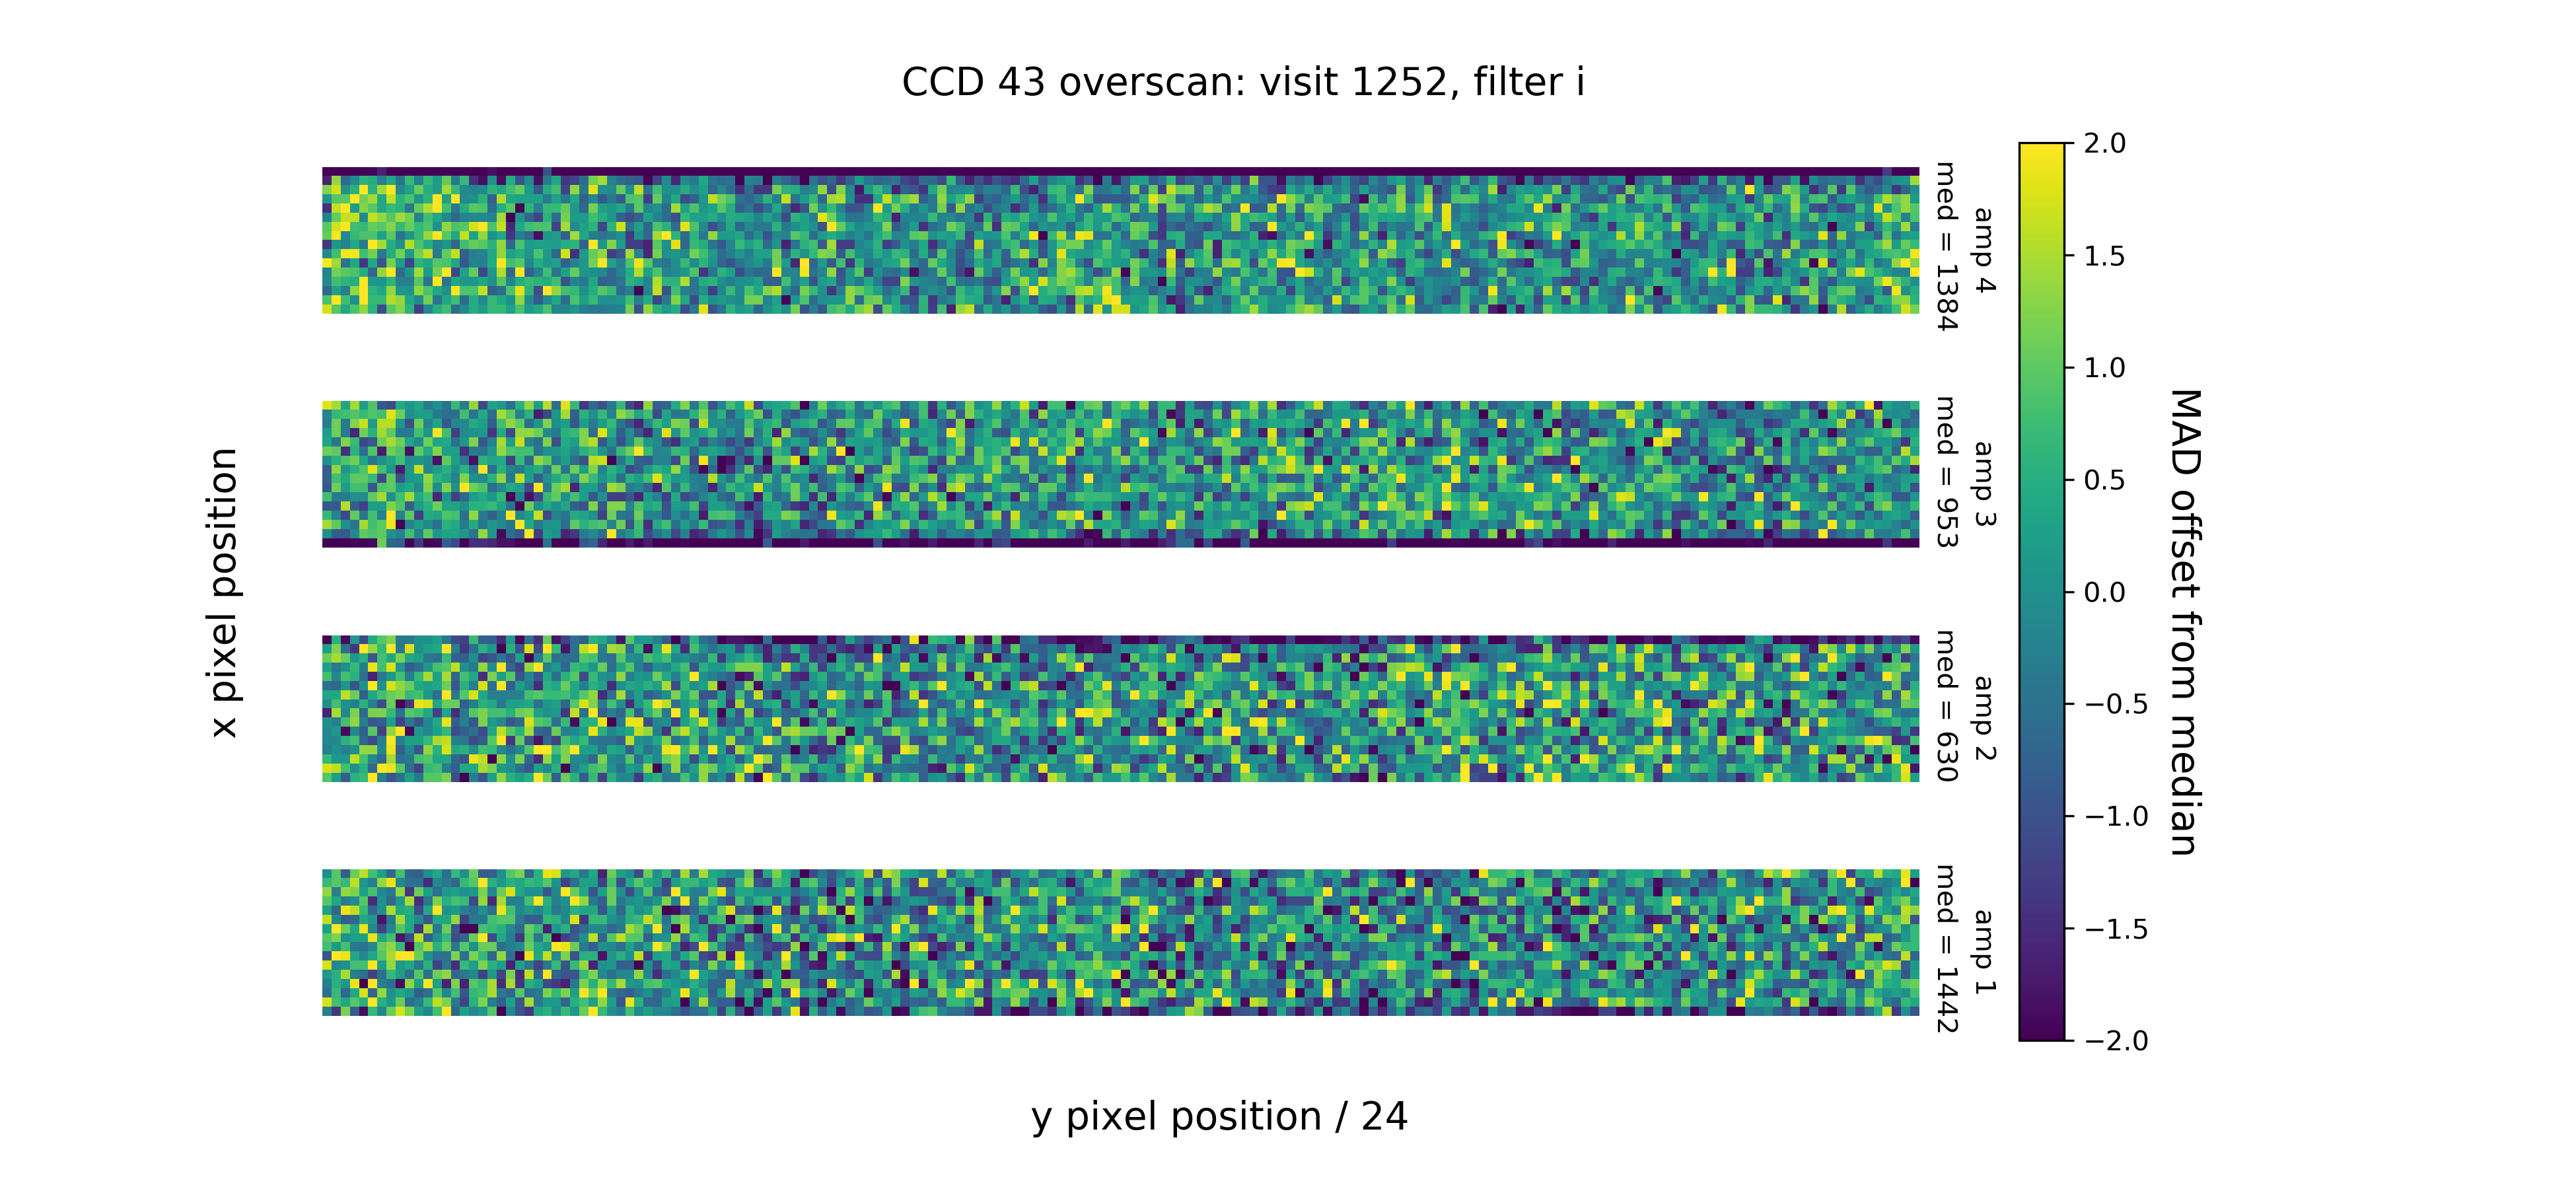 CCD 43 overscan: visit 1252, filter i
x pixel position
amp 4
med = 1384
amp 3
med = 953
amp 2
med = 630
amp 1
med = 1442
2.0
1.5
1.0
0.5
0.0
−0.5
−1.0
−1.5
−2.0
MAD offset from median
y pixel position / 24